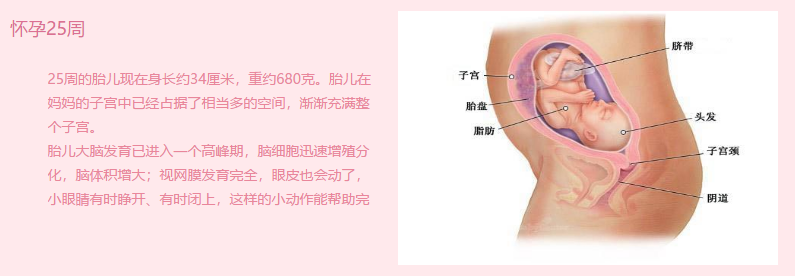 怀孕25周
25周的胎儿现在身长约34厘米，重约680克。胎儿在
妈妈的子宫中已经占据了相当多的空间，渐渐充满整
个子宫。
胎儿大脑发育已进入一个高峰期，脑细胞迅速增殖分
化，脑体积增大；视网膜发育完全，眼皮也会动了，
小眼睛有时睁开、有时闭上，这样的小动作能帮助完
脐带
子宫
胎盘
脂肪
头发
子宫颈
阴道